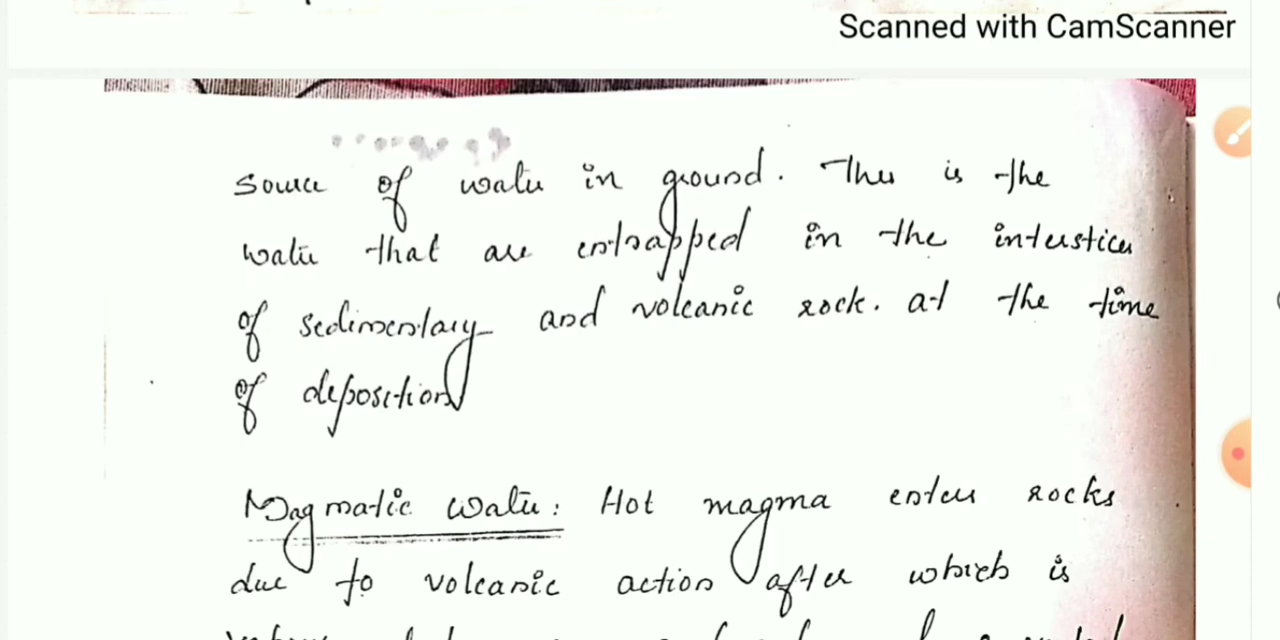 Scanned with CamScanner
Source of water in ground. This is the
water that are entrapped in the interstices
of sedimentary and volcanic rock. at the time
of deposition
Magmatic water: Hot magma enters rocks
due to volcanic action after which is